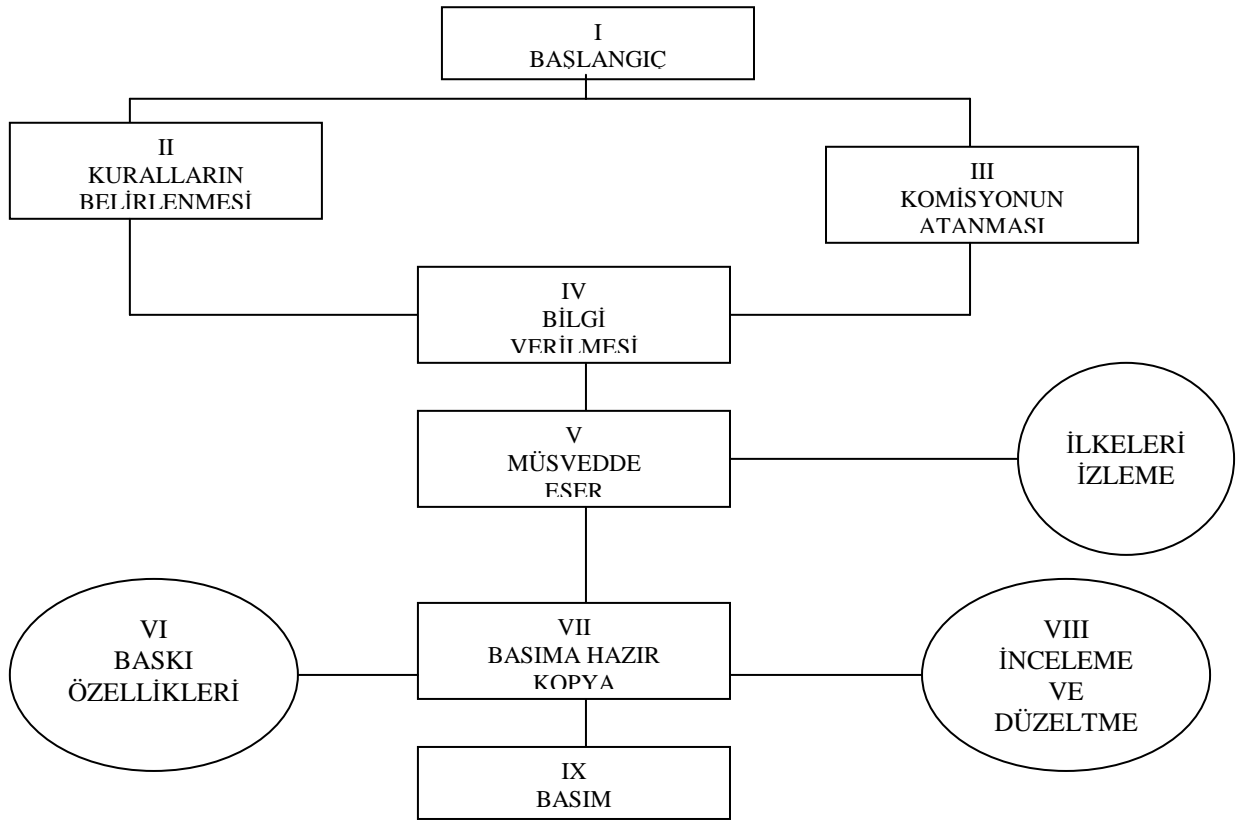 I
BAŞLANGIÇ
II
KURALLARIN
BELİRLENMESİ
III
KOMİSYONUN
ATANMASI
IV
BİLGİ
VERİLMESİ
V
MÜSVEDDE
ESER
İLKELERİ
İZLEME
VI
BASKI
ÖZELLİKLERİ
VII
BASIMA HAZIR
KOPYA
VIII
İNCELEME
VE
DÜZELTME
IX
BASIM